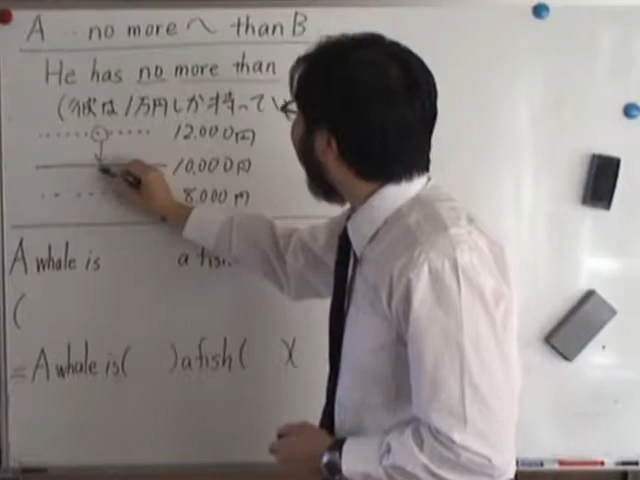 A … no more ～ than B
He has no more than
(彼は1万円しか持ってい
12.000円
10,000円
8.000円
A whale is a fish
(
=A whale is( )a fish( )(